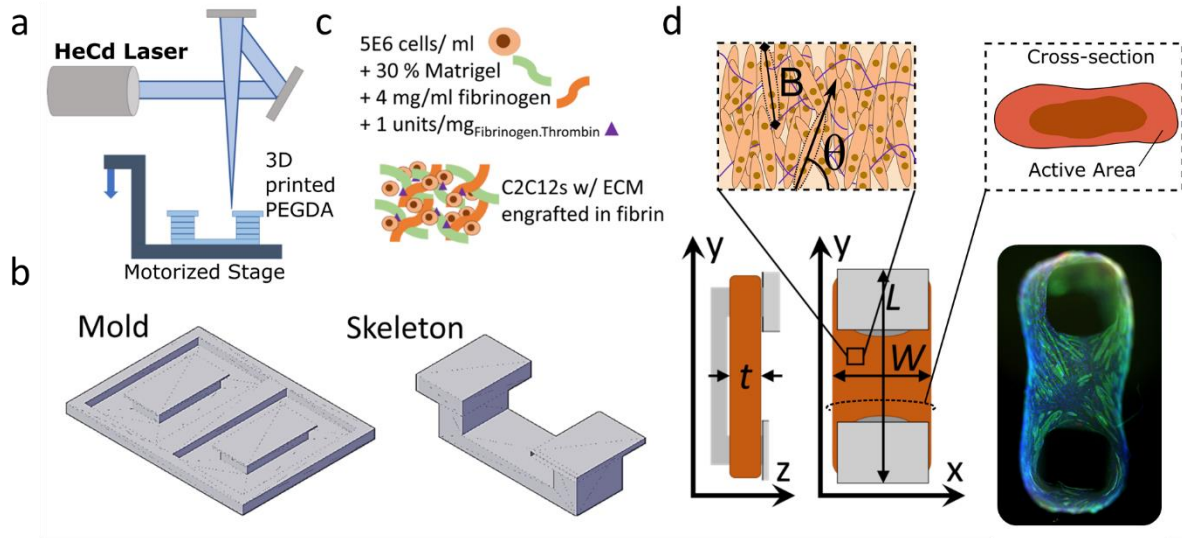 a
HeCd Laser
3D
printed
PEGDA
Motorized Stage
b
Mold
Skeleton
c
5E6 cells/ ml
+ 30 % Matrigel
+ 4 mg/ml fibrinogen
+ 1 units/mgFibrinogen.Thrombin
C2C12s w/ ECM
engrafted in fibrin
d
B
θ
Cross-section
Active Area
y
t
z
y
L
W
x